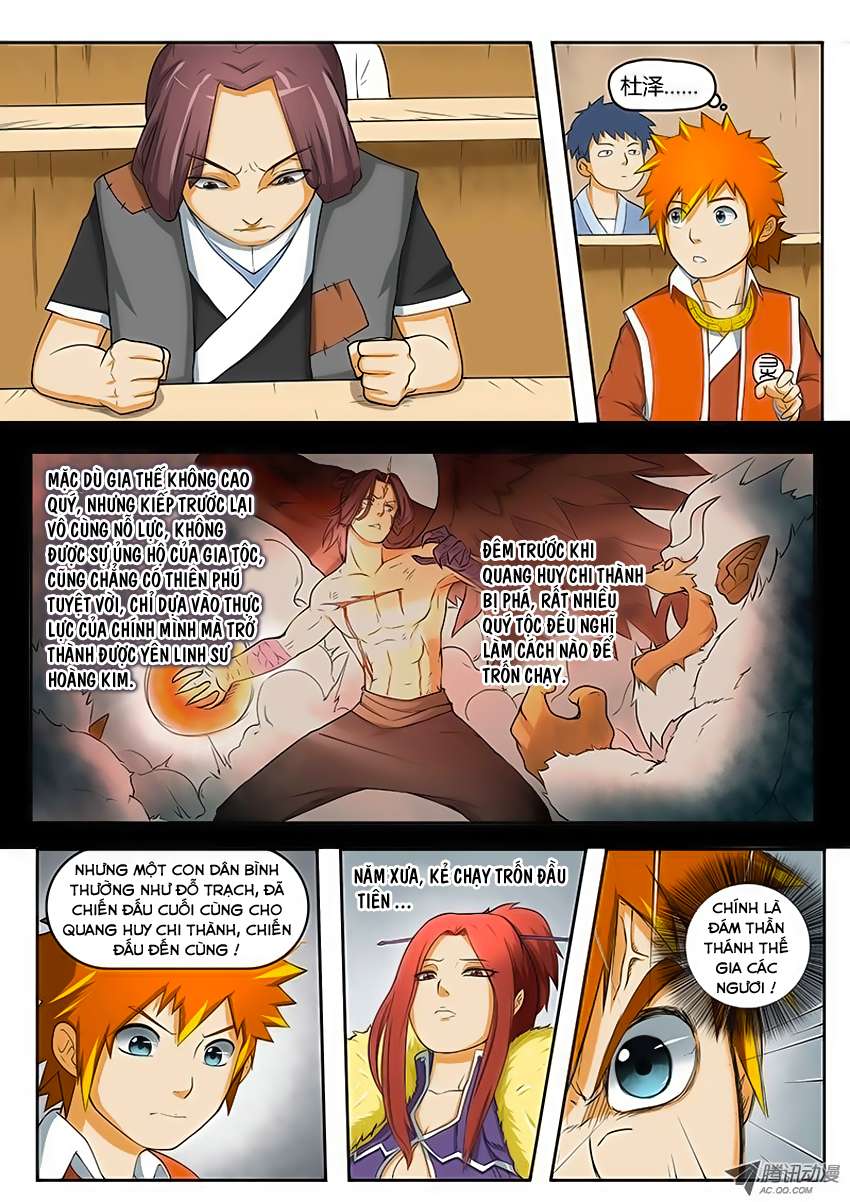 杜泽......
MẶC DÙ GIA THẾ KHÔNG CAO
QUÝ, NHƯNG KIẾP TRƯỚC LẠI
VÔ CÙNG NỖ LỰC, KHÔNG
ĐƯỢC SỰ ỦNG HỘ CỦA GIA TỘC,
CŨNG CHẲNG CÓ THIÊN PHÚ
TUYỆT VỜI, CHỈ DỰA VÀO THỰC
LỰC CỦA CHÍNH MÌNH MÀ TRỞ
THÀNH ĐƯỢC YÊN LINH SƯ
HOÀNG KIM.
ĐÊM TRƯỚC KHI
QUANG HUY CHI THÀNH
BỊ PHÁ, RẤT NHIỀU
QUÝ TỘC ĐỀU NGHĨ
LÀM CÁCH NÀO ĐỂ
TRỐN CHẠY.
NHƯNG MỘT CON DÂN BÌNH
THƯỜNG NHƯ ĐỖ TRẠCH, ĐÃ
CHIẾN ĐẤU CUỐI CÙNG CHO
QUANG HUY CHI THÀNH, CHIẾN
ĐẤU ĐẾN CÙNG !
NĂM XƯA, KẺ CHẠY TRỐN ĐẦU
TIÊN ...
CHÍNH LÀ
ĐÁM THẦN
THÁNH THẾ
GIA CÁC
NGƯƠI !
腾讯动漫
AC.QQ.COM